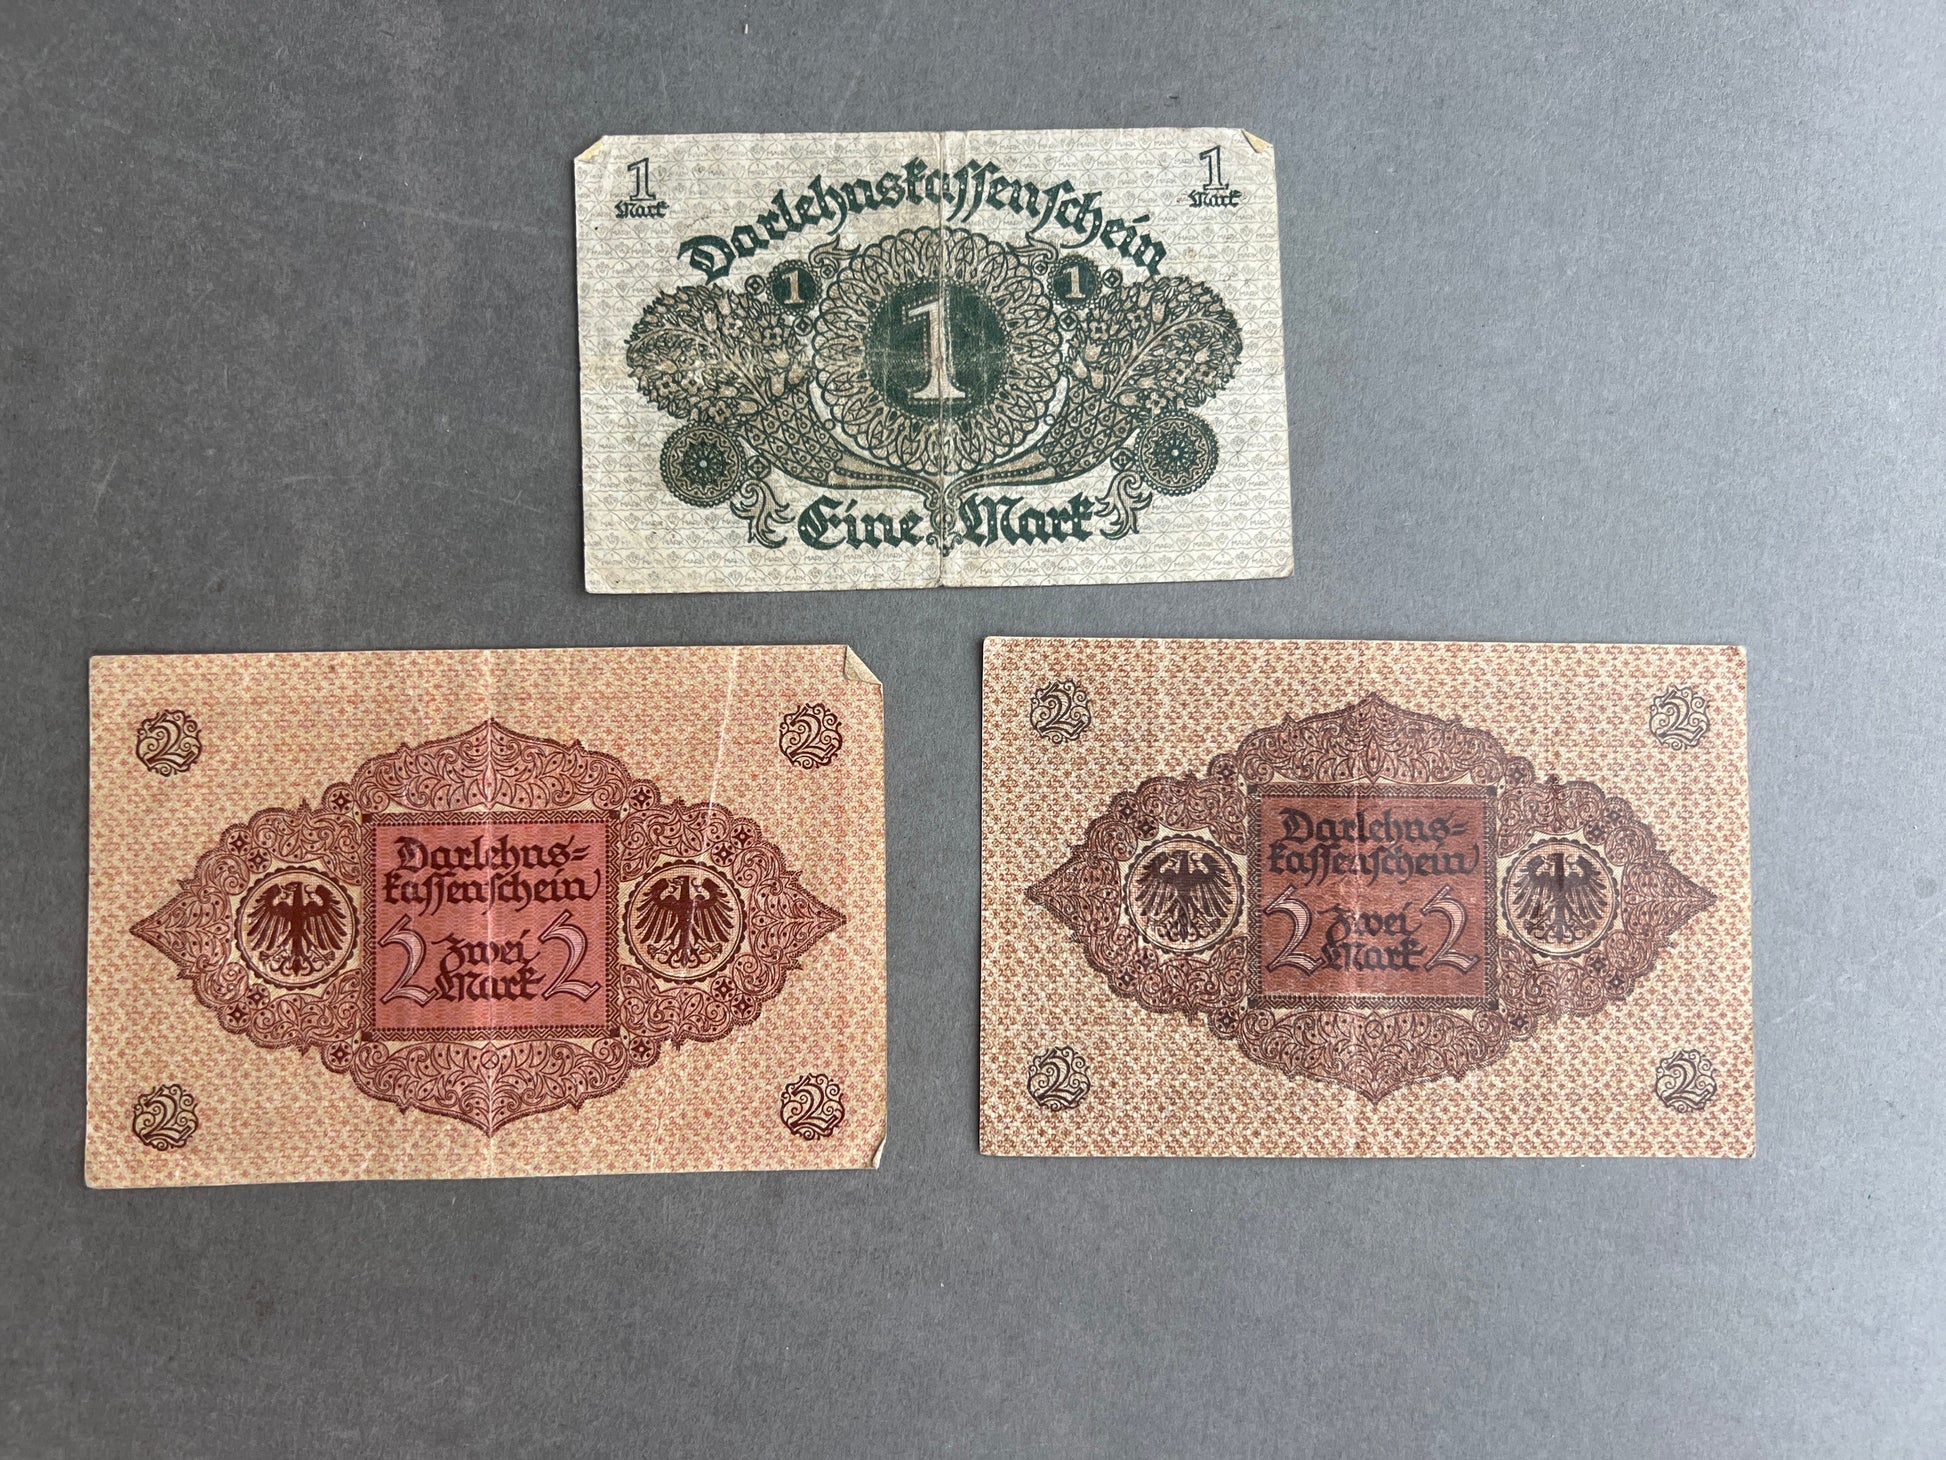 1 1
Mark Mark
Darlehnskassenschein
1 1
1
Eine Mark
2 2
Darlehns=
kassenschein
2 Zwei 2
Mark
2 2
2 2
Darlehns=
kassenschein
2 Zwei 2
Mark
2 2